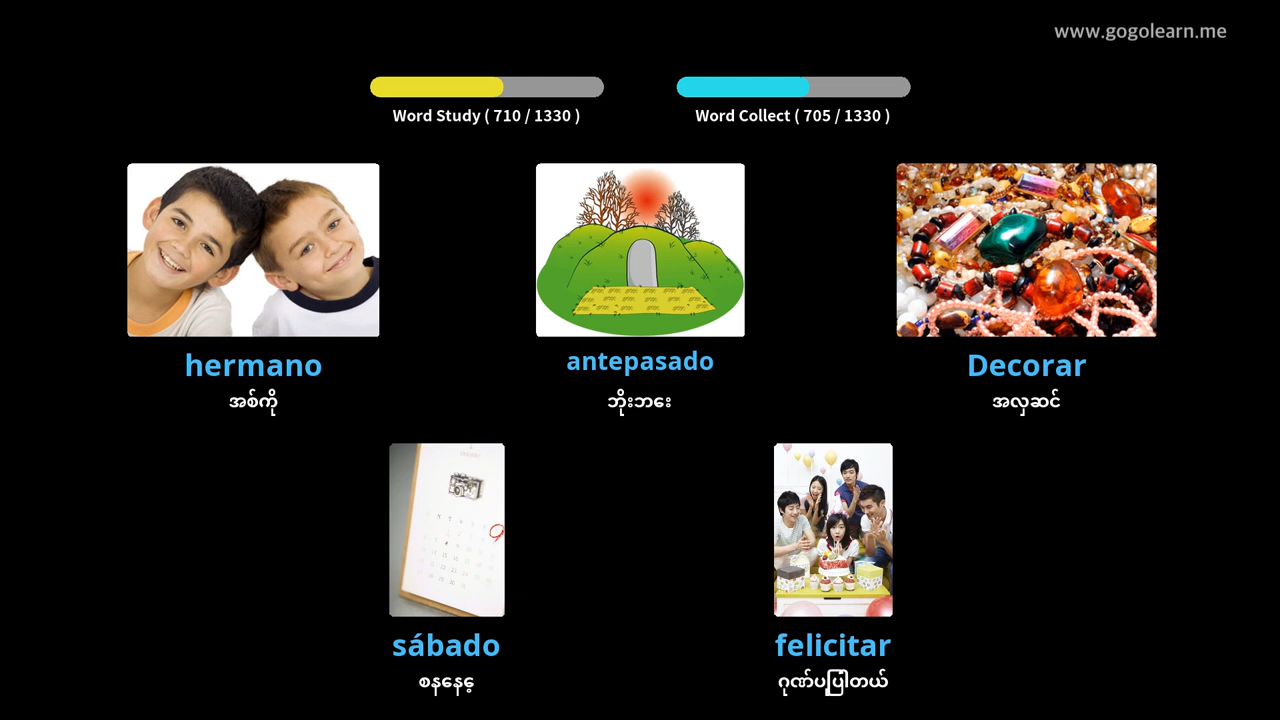 www.gogolearn.me
Word Study ( 710 / 1330 )
Word Collect ( 705 / 1330 )
hermano
အစ်ကို
antepasado
ဘိုးဘေး
Decorar
အလှဆင်
sábado
စနေနေ့
felicitar
ဂုဏ်ပြုပါတယ်